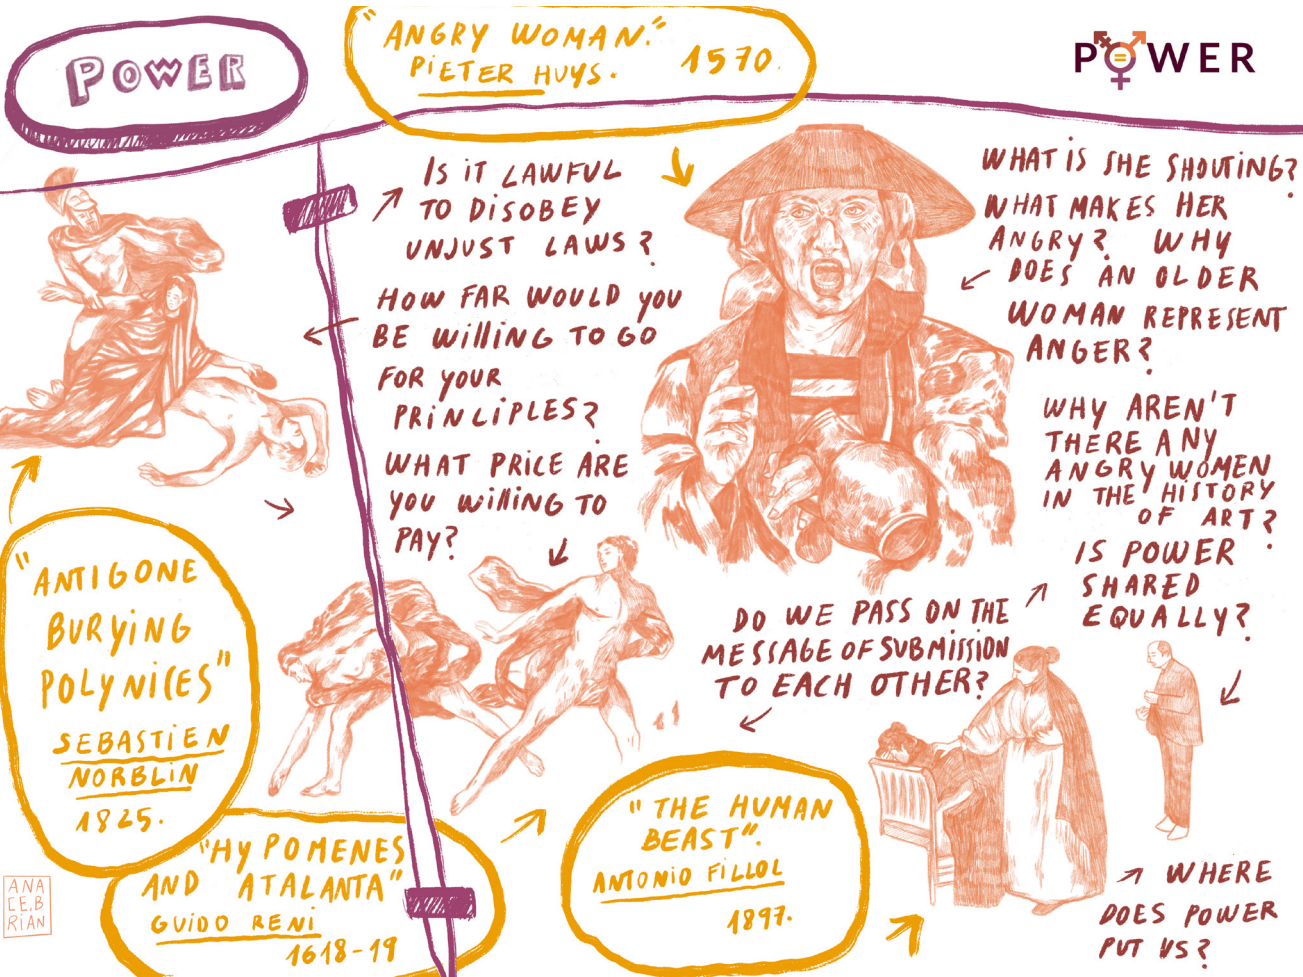 POWER
"ANGRY WOMAN."
PiETER HUYS. 1570.
POWER
Is iT LAWFUL
TO DiSOBEY
UNJUST LAWS?
HOW FAR WOULD YOU
BE WilliNG TO GO
FOR YOUR
PRiNCiPLES?
WHAT PRiCE ARE
YOU WilliNG TO
PAY?
WHAT iS SHE SHOUTiNG?
WHAT MAKES HER
ANGRY? WHY
DOES AN OLDER
WOMAN REPRESENT
ANGER?
WHY AREN'T
THERE ANY
ANGRY WOMEN
IN THE HiSTORY
OF ART?
IS POWER
SHARED
EQUALLY?
DO WE PASS ON THE
MESSAGE OF SUBMiSSiON
TO EACH OTHER?
"ANTIGONE
BURYiNG
POLYNiCES"
SEBASTiEN
NORBLiN
1825.
"HYPOMENES
AND ATALANTA"
GUiDO RENi
1618-19
"THE HUMAN
BEAST".
ANTONiO FiLLOL
1897.
WHERE
DOES POWER
PUT US?
ANA
CEB
RiAN